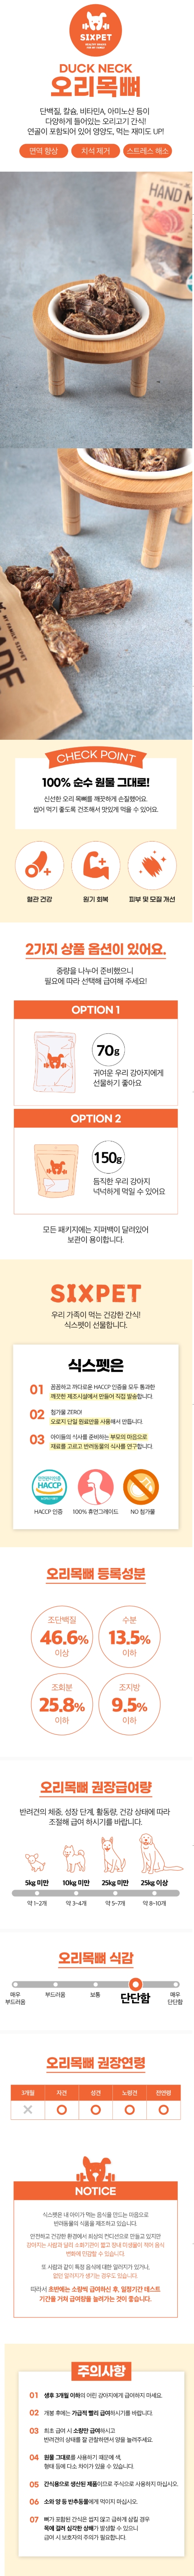 SIXPET
DUCK NECK
오리목뼈
단백질, 칼슘, 비타민A, 아미노산 등이
다양하게 들어있는 오리고기 간식!
연골이 포함되어 있어 영양도, 먹는 재미도 UP!
면역 향상
치석 제거
스트레스 해소
HAND M
ADE
CHECK POINT
100% 순수 원물 그대로!
신선한 오리 목뼈를 깨끗하게 손질했어요.
씹어 먹기 좋도록 건조해서 맛있게 먹을 수 있어요.
혈관 건강
원기 회복
피부 및 모질 개선
2가지 상품 옵션이 있어요.
중량을 나누어 준비했으니
필요에 따라 선택해 급여해 주세요!
OPTION 1
70g
귀여운 우리 강아지에게
선물하기 좋아요
OPTION 2
150g
듬직한 우리 강아지
넉넉하게 먹일 수 있어요
모든 패키지에는 지퍼백이 달려있어
보관이 용이합니다.
SIXPET
우리 가족이 먹는 건강한 간식!
식스펫이 선물합니다.
식스펫은
01 꼼꼼하고 까다로운 HACCP 인증을 모두 통과한
깨끗한 제조시설에서 만들어 직접 발송합니다.
02 첨가물 ZERO!
오로지 단일 원료만을 사용해서 만듭니다.
03 아이들의 식사를 준비하는 부모의 마음으로
재료를 고르고 반려동물의 식사를 연구합니다.
HACCP
HACCP 인증
100% 휴먼그레이드
NO 첨가물
오리목뼈 등록성분
조단백질
46.6%
이상
수분
13.5%
이하
조회분
25.8%
이하
조지방
9.5%
이하
오리목뼈 권장급여량
반려견의 체중, 성장 단계, 활동량, 건강 상태에 따라
조절해 급여 하시기를 바랍니다.
5kg 미만
10kg 미만
25kg 미만
25kg 이상
약 1~2개
약 3~4개
약 5~7개
약 8~10개
오리목뼈 식감
매우
부드러움
부드러움
보통
단단함
매우
단단함
오리목뼈 권장연령
3개월
자견
성견
노령견
전연령
NOTICE
식스펫은 내 아이가 먹는 음식을 만드는 마음으로
반려동물의 식품을 제조하고 있습니다.
안전하고 건강한 환경에서 최상의 컨디션으로 만들고 있지만
강아지는 사람과 달리 소화기관이 짧고 장내 미생물이 적어 음식
변화에 민감할 수 있습니다.
또 사람과 같이 특정 음식에 대한 알러지가 있거나,
없던 알러지가 생기는 경우도 있습니다.
따라서 초반에는 소량씩 급여하신 후, 일정기간 테스트
기간을 거쳐 급여량을 늘려가는 것이 좋습니다.
주의사항
01 생후 3개월 이하의 어린 강아지에게 급여하지 마세요.
02 개봉 후에는 가급적 빨리 급여하시기를 바랍니다.
03 최초 급여 시 소량만 급여하시고
반려견의 상태를 잘 관찰하면서 양을 늘려주세요.
04 원물 그대로를 사용하기 때문에 색,
형태 등에 다소 차이가 있을 수 있습니다.
05 간식용으로 생산된 제품이므로 주식으로 사용하지 마십시오.
06 소와 양 등 반추동물에게 먹이지 마십시오.
07 뼈가 포함된 간식은 씹지 않고 급하게 삼킬 경우
목에 걸려 심각한 상해가 발생할 수 있으니
급여 시 보호자의 주의가 필요합니다.